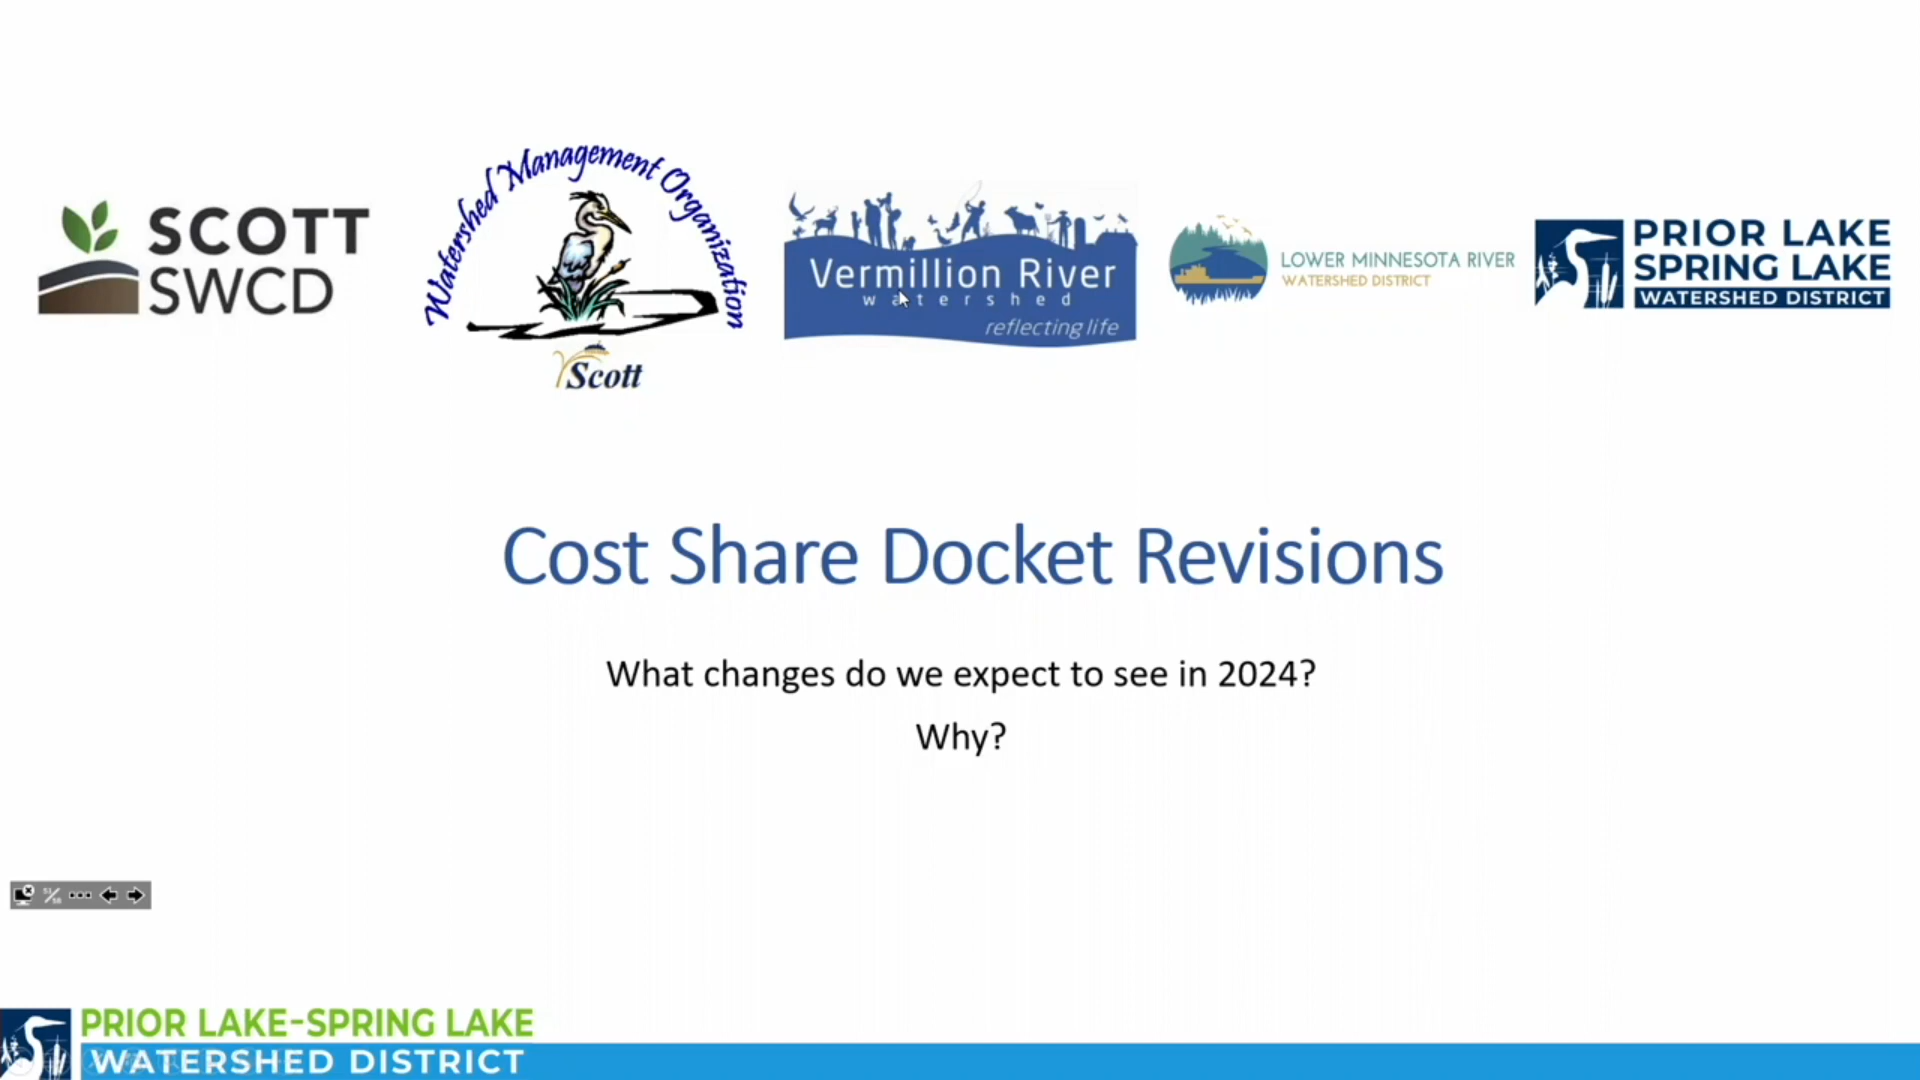 SCOTT
SWCD
Watershed Management Organization
Scott
Vermillion River
watershed
reflecting life
LOWER MINNESOTA RIVER
WATERSHED DISTRICT
PRIOR LAKE
SPRING LAKE
WATERSHED DISTRICT
Cost Share Docket Revisions
What changes do we expect to see in 2024?
Why?
PRIOR LAKE-SPRING LAKE
WATERSHED DISTRICT